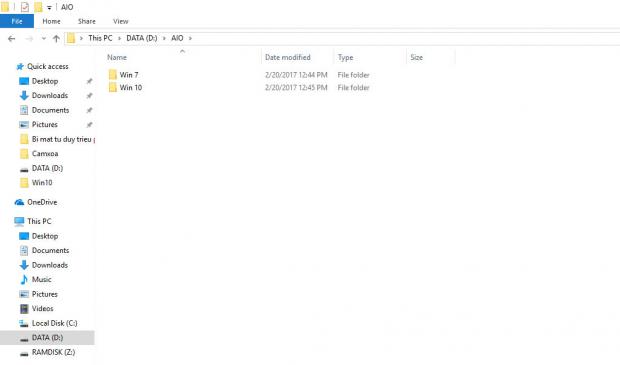 AIO
File Home Share View
This PC > DATA (D:) > AIO >
Name Date modified Type Size
Win 7 2/20/2017 12:44 PM File folder
Win 10 2/20/2017 12:45 PM File folder
Quick access
Desktop
Downloads
Documents
Pictures
Bi mat tu duy trieu
Camxoa
DATA (D:)
Win10
OneDrive
This PC
Desktop
Documents
Downloads
Music
Pictures
Videos
Local Disk (C:)
DATA (D:)
RAMDISK (Z:)